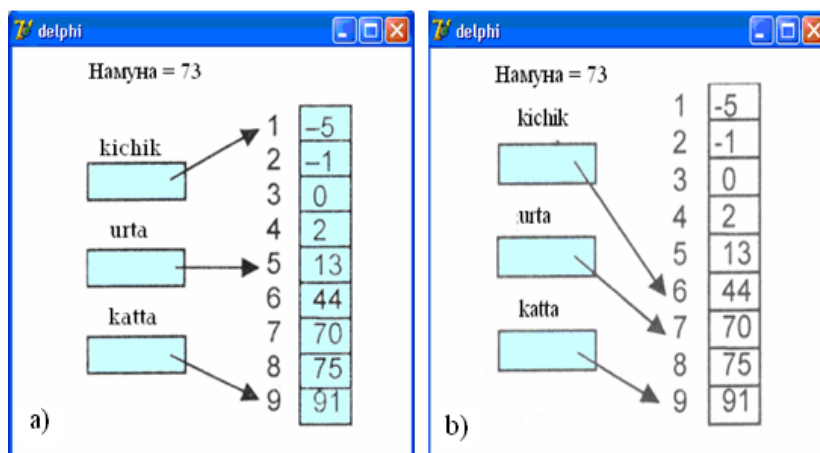 delphi
Намуна = 73
kichik
urta
katta
1 –5
2 –1
3 0
4 2
5 13
6 44
7 70
8 75
9 91
a)
delphi
Намуна = 73
kichik
urta
katta
1 -5
2 -1
3 0
4 2
5 13
6 44
7 70
8 75
9 91
b)